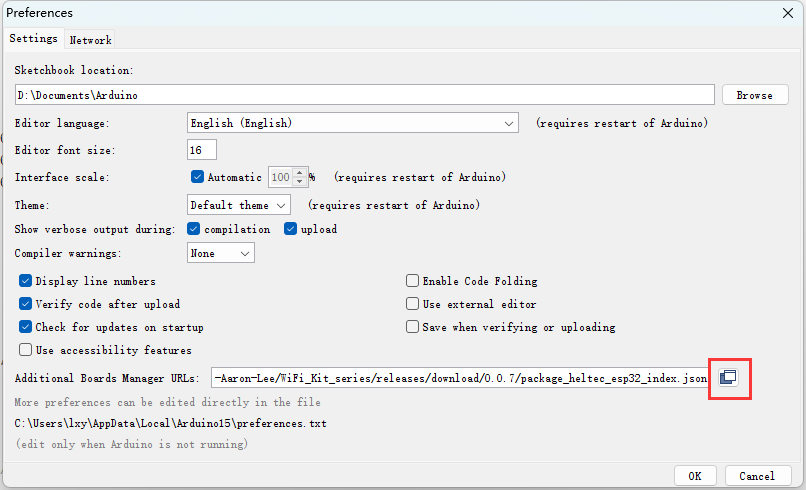 Preferences
Settings Network
Sketchbook location:
D:\Documents\Arduino Browse
Editor language: English (English) (requires restart of Arduino)
Editor font size: 16
Interface scale: Automatic 100 % (requires restart of Arduino)
Theme: Default theme (requires restart of Arduino)
Show verbose output during: compilation upload
Compiler warnings: None
Display line numbers Enable Code Folding
Verify code after upload Use external editor
Check for updates on startup Save when verifying or uploading
Use accessibility features
Additional Boards Manager URLs: -Aaron-Lee/WiFi_Kit_series/releases/download/0.0.7/package_heltec_esp32_index.json
More preferences can be edited directly in the file
C:\Users\lxy\AppData\Local\Arduino15\preferences.txt
(edit only when Arduino is not running)
OK Cancel